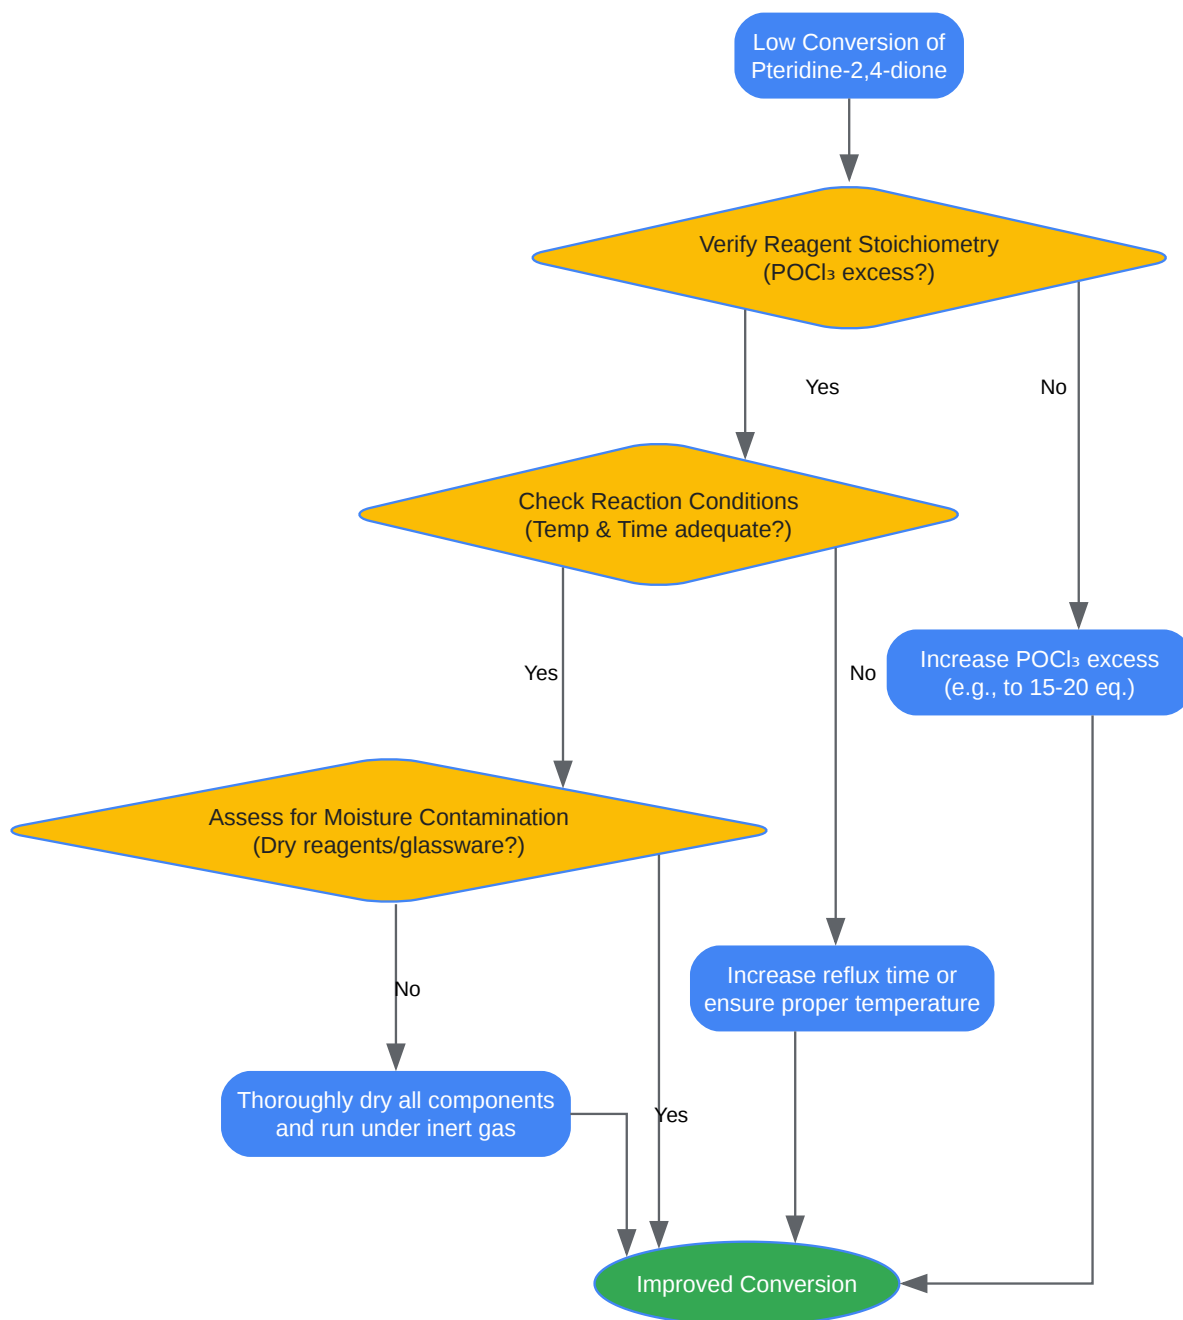 Low Conversion of
Pteridine-2,4-dione
Verify Reagent Stoichiometry
(POCl₃ excess?)
Yes
No
Check Reaction Conditions
(Temp & Time adequate?)
Increase POCl₃ excess
(e.g., to 15-20 eq.)
Yes
No
Assess for Moisture Contamination
(Dry reagents/glassware?)
Increase reflux time or
ensure proper temperature
No
Thoroughly dry all components
and run under inert gas
Yes
Improved Conversion